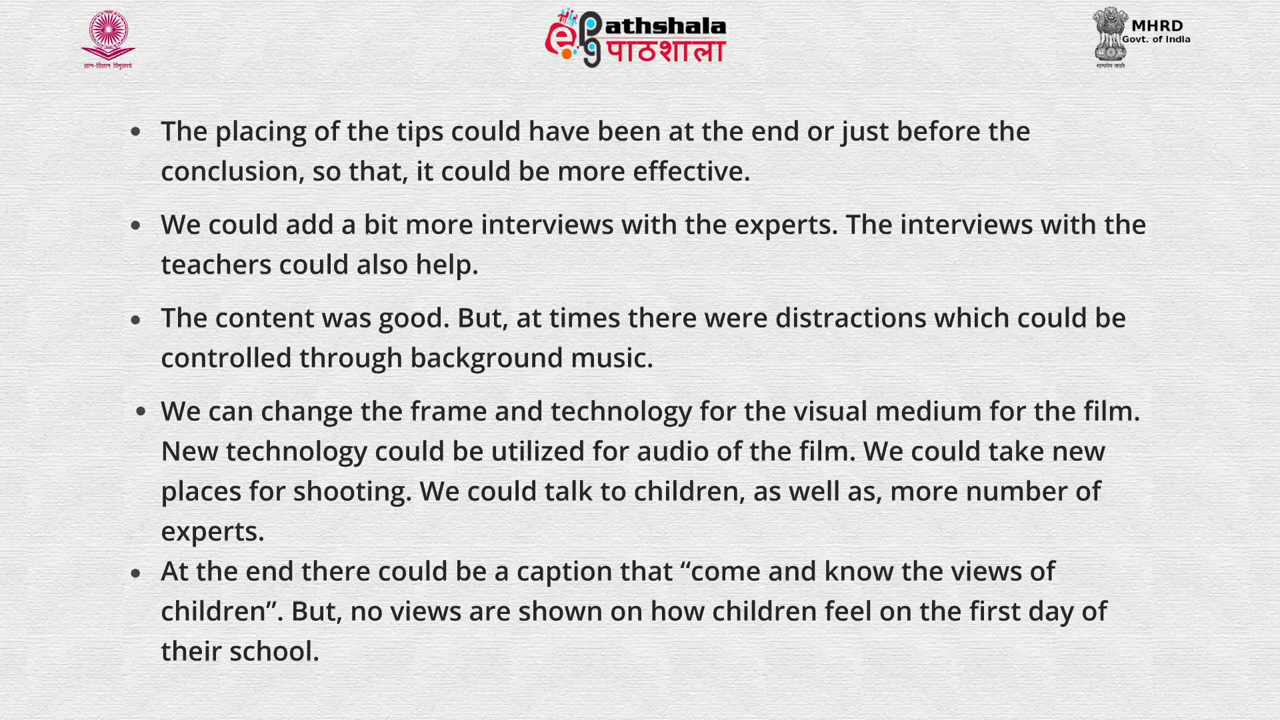 ज्ञान-विज्ञान विमुक्तये
ePG Pathshala
पाठशाला
MHRD
Govt. of India
सत्यमेव जयते
• The placing of the tips could have been at the end or just before the
conclusion, so that, it could be more effective.
• We could add a bit more interviews with the experts. The interviews with the
teachers could also help.
• The content was good. But, at times there were distractions which could be
controlled through background music.
• We can change the frame and technology for the visual medium for the film.
New technology could be utilized for audio of the film. We could take new
places for shooting. We could talk to children, as well as, more number of
experts.
• At the end there could be a caption that “come and know the views of
children”. But, no views are shown on how children feel on the first day of
their school.